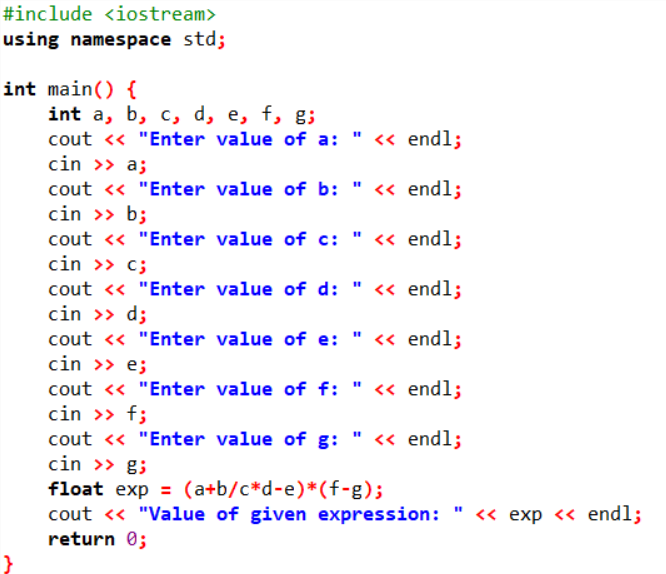 #include <iostream>
using namespace std;

int main() {
    int a, b, c, d, e, f, g;
    cout << "Enter value of a: " << endl;
    cin >> a;
    cout << "Enter value of b: " << endl;
    cin >> b;
    cout << "Enter value of c: " << endl;
    cin >> c;
    cout << "Enter value of d: " << endl;
    cin >> d;
    cout << "Enter value of e: " << endl;
    cin >> e;
    cout << "Enter value of f: " << endl;
    cin >> f;
    cout << "Enter value of g: " << endl;
    cin >> g;
    float exp = (a+b/c*d-e)*(f-g);
    cout << "Value of given expression: " << exp << endl;
    return 0;
}